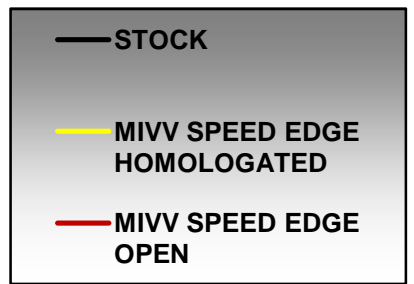 STOCK
MIVV SPEED EDGE
HOMOLOGATED
MIVV SPEED EDGE
OPEN